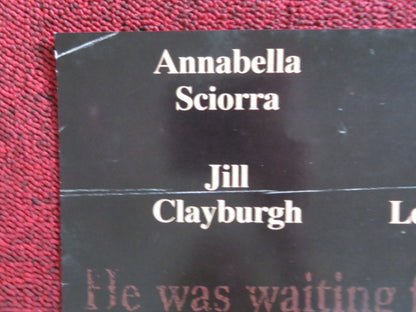 Annabella
Sciorra
Jill
Clayburgh
He was waiting